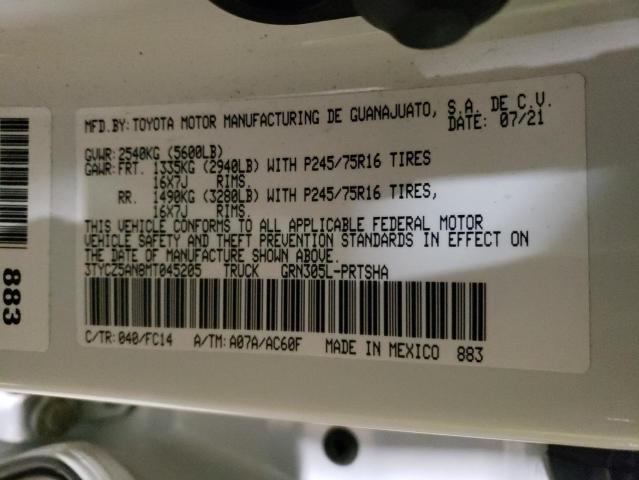 MFD.BY: TOYOTA MOTOR MANUFACTURING DE GUANAJUATO, S.A. DE C.V.
DATE: 07/21
GVWR: 2540KG (5600LB)
GAWR: FRT. 1335KG (2940LB) WITH P245/75R16 TIRES
16X7J RIMS.
RR. 1490KG (3280LB) WITH P245/75R16 TIRES,
16X7J RIMS.
THIS VEHICLE CONFORMS TO ALL APPLICABLE FEDERAL MOTOR
VEHICLE SAFETY AND THEFT PREVENTION STANDARDS IN EFFECT ON
THE DATE OF MANUFACTURE SHOWN ABOVE.
3TYCZ5AN8MT045205 TRUCK GRN305L-PRTSHA
C/TR: 040/FC14 A/TM: A07A/AC60F MADE IN MEXICO 883
883